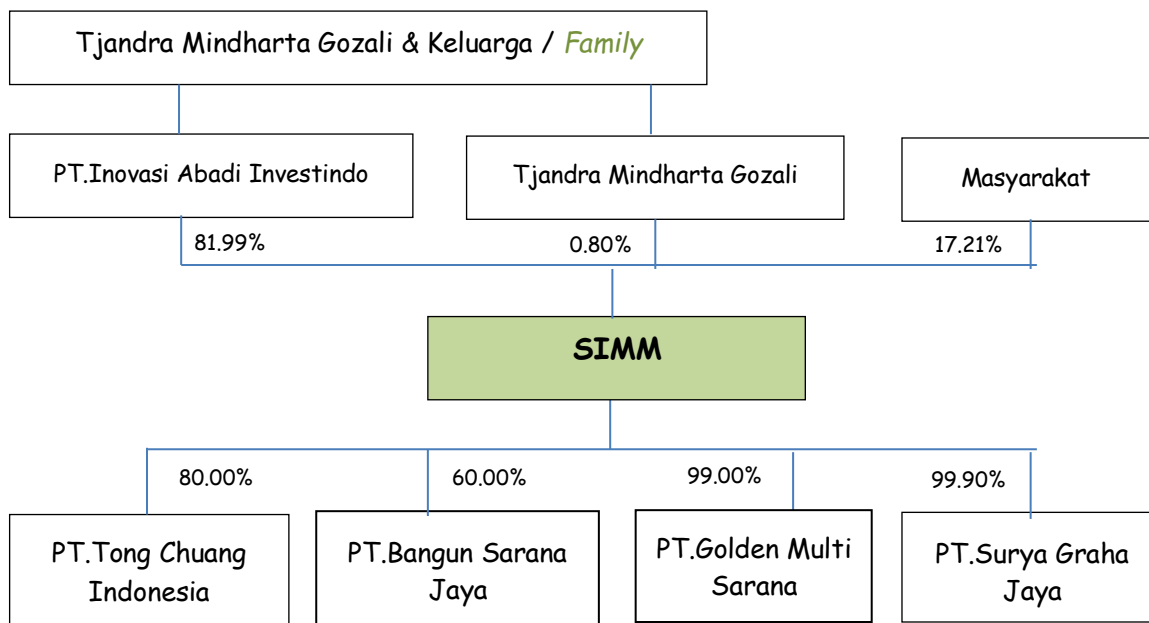 Tjandra Mindharta Gozali & Keluarga / Family
PT.Inovasi Abadi Investindo
Tjandra Mindharta Gozali
Masyarakat
81.99%
0.80%
17.21%
SIMM
80.00%
60.00%
99.00%
99.90%
PT.Tong Chuang
Indonesia
PT.Bangun Sarana
Jaya
PT.Golden Multi
Sarana
PT.Surya Graha
Jaya